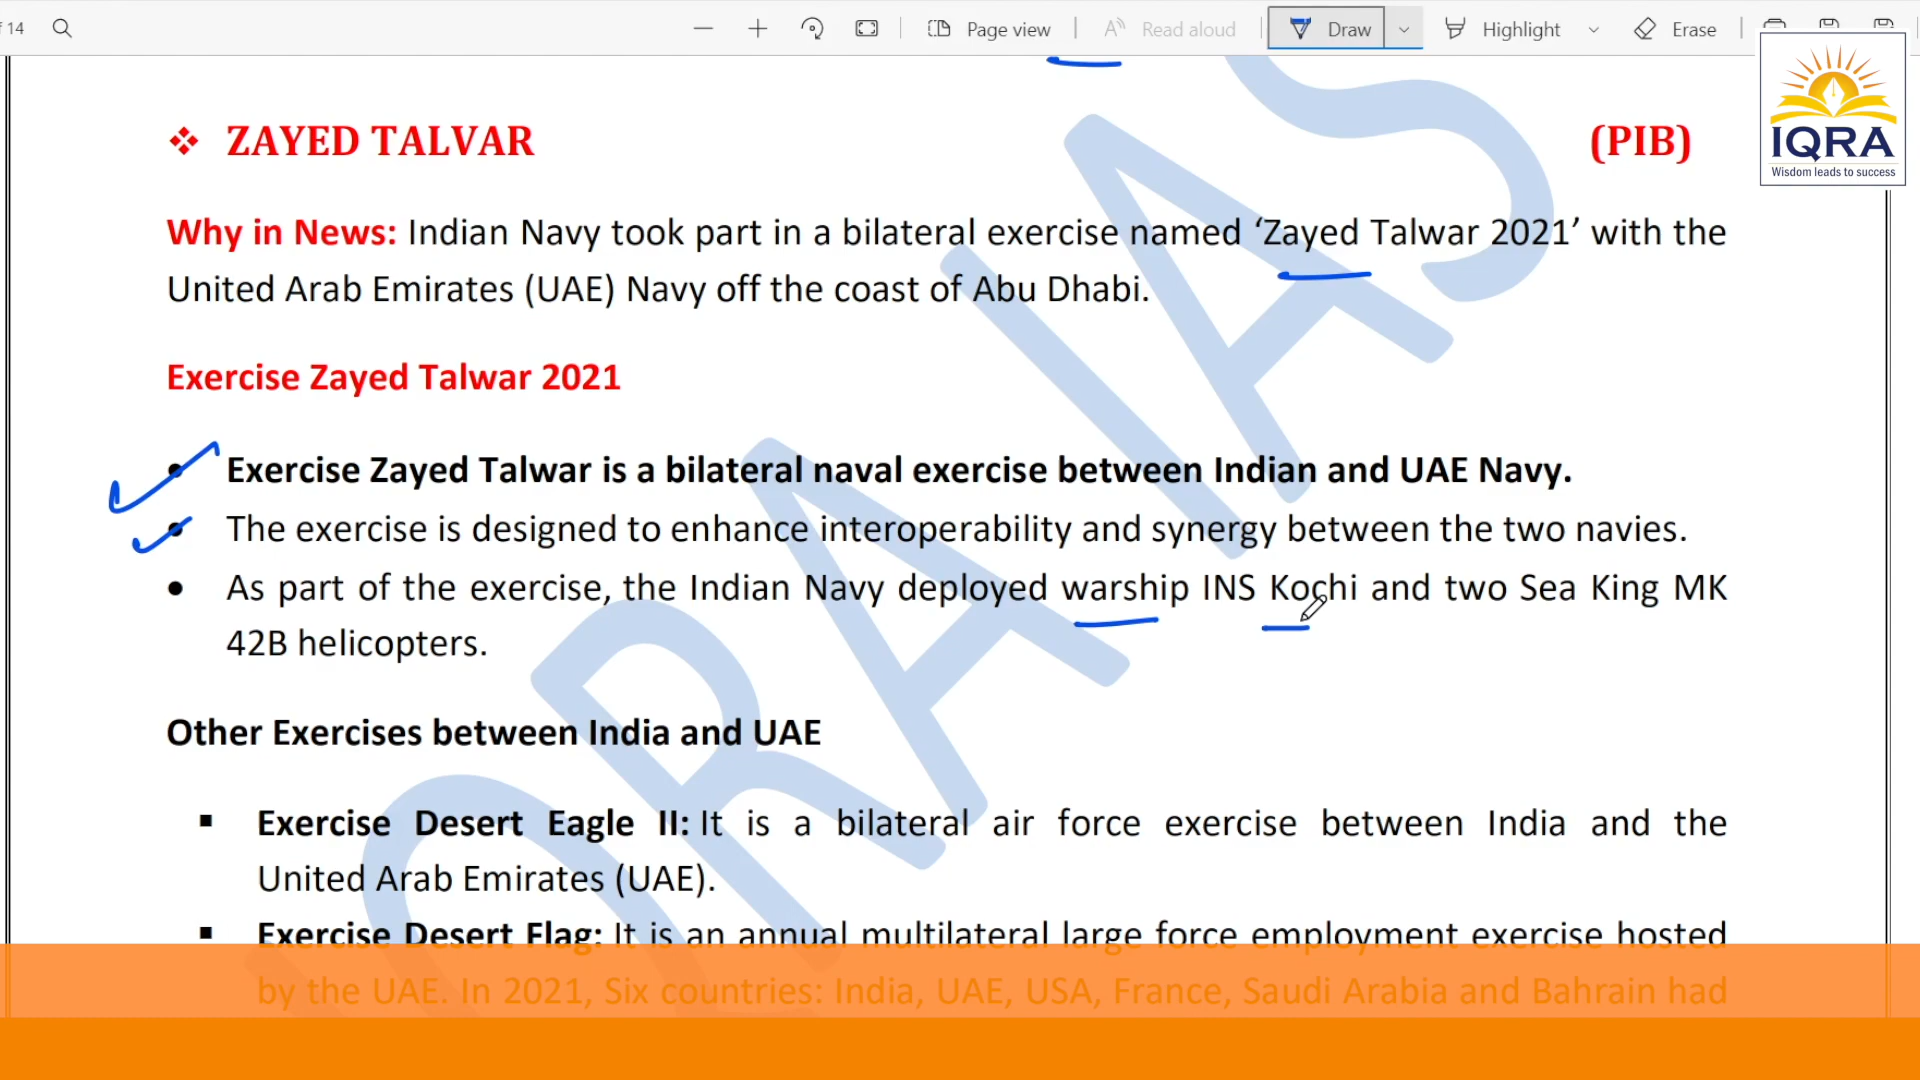 f 14
Page view
Read aloud
Draw
Highlight
Erase
IQRA
Wisdom leads to success
❖ ZAYED TALVAR (PIB)
Why in News: Indian Navy took part in a bilateral exercise named ‘Zayed Talwar 2021’ with the
United Arab Emirates (UAE) Navy off the coast of Abu Dhabi.
Exercise Zayed Talwar 2021
• Exercise Zayed Talwar is a bilateral naval exercise between Indian and UAE Navy.
• The exercise is designed to enhance interoperability and synergy between the two navies.
• As part of the exercise, the Indian Navy deployed warship INS Kochi and two Sea King MK
42B helicopters.
Other Exercises between India and UAE
▪ Exercise Desert Eagle II: It is a bilateral air force exercise between India and the
United Arab Emirates (UAE).
▪ Exercise Desert Flag: It is an annual multilateral large force employment exercise hosted
by the UAE. In 2021, Six countries: India, UAE, USA, France, Saudi Arabia and Bahrain had
IQRA IAS